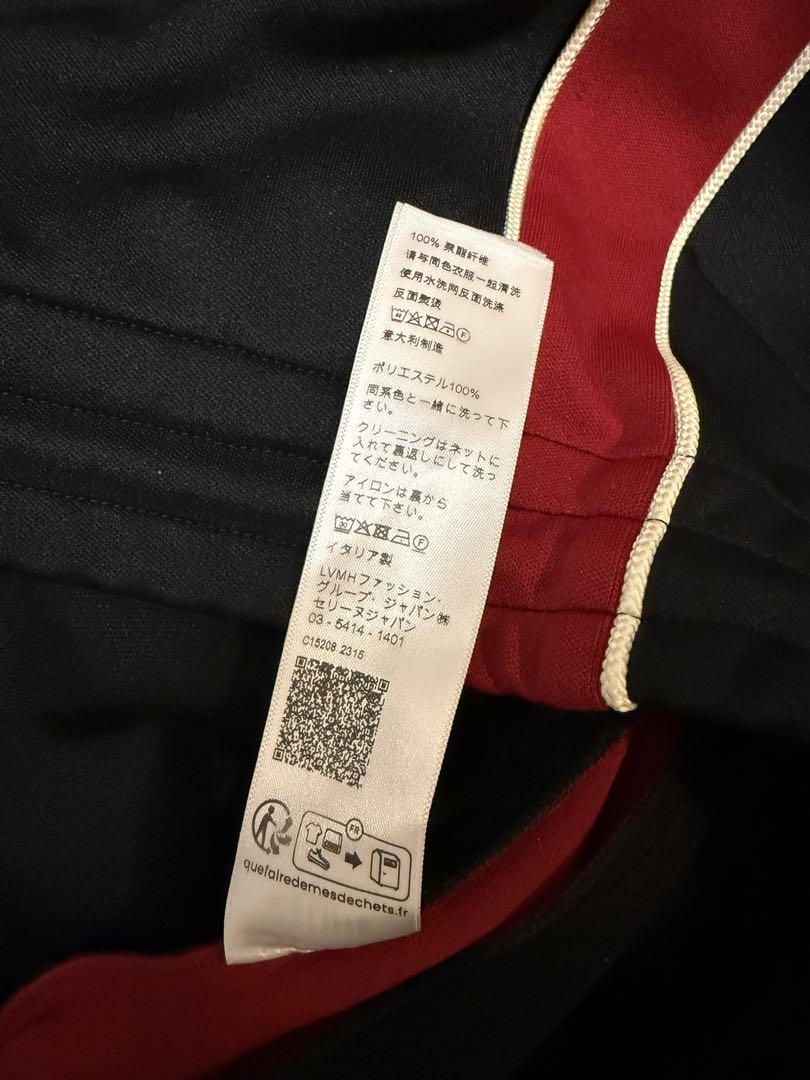 100% 聚酯纤维
请与同色衣服一起清洗
使用水洗网反面洗涤
反面熨烫
F
意大利制造
ポリエステル100%
同系色と一緒に洗って下
さい。
クリーニングはネットに
入れて裏返しにして洗っ
てください。
アイロンは裏から
当てて下さい。
30 F
イタリア製
LVMHファッション・
グループ・ジャパン㈱
セリーヌジャパン
03-5414-1401
C15208 2315
FR
quefairedemesdechets.fr